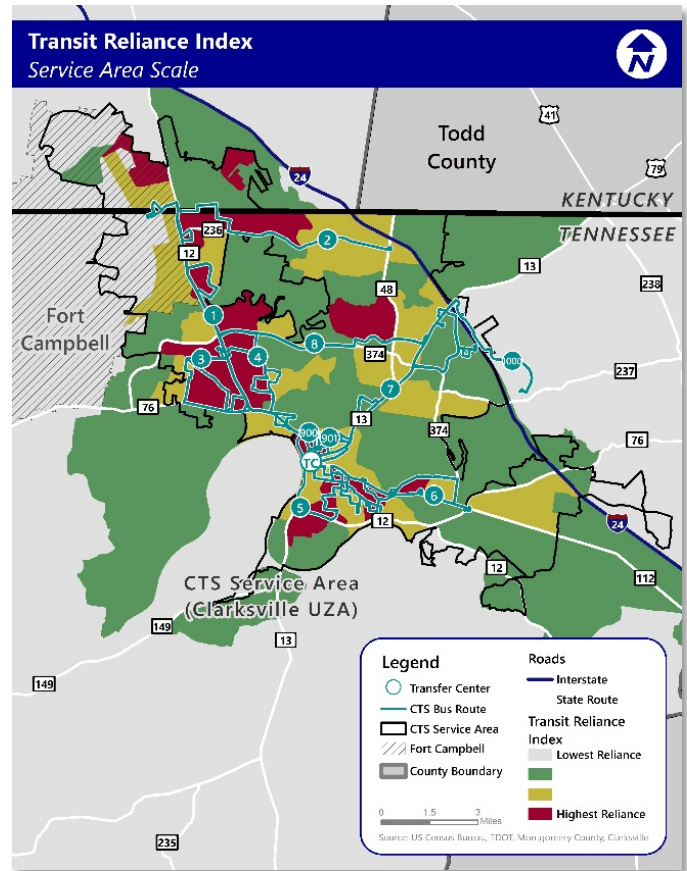 Transit Reliance Index
Service Area Scale
N
41
Todd
County
79
24
KENTUCKY
TENNESSEE
236
2
12
13
238
48
1
Fort
Campbell
8
374
1000
3
4
237
7
76
13
374
900
901
76
TC
6
5
12
24
12
112
CTS Service Area
(Clarksville UZA)
149
13
149
235
Legend
Transfer Center
CTS Bus Route
CTS Service Area
Fort Campbell
County Boundary
0 1.5 3
Miles
Roads
Interstate
State Route
Transit Reliance
Index
Lowest Reliance
Highest Reliance
Source: US Census Bureau, TDOT, Montgomery County, Clarksville